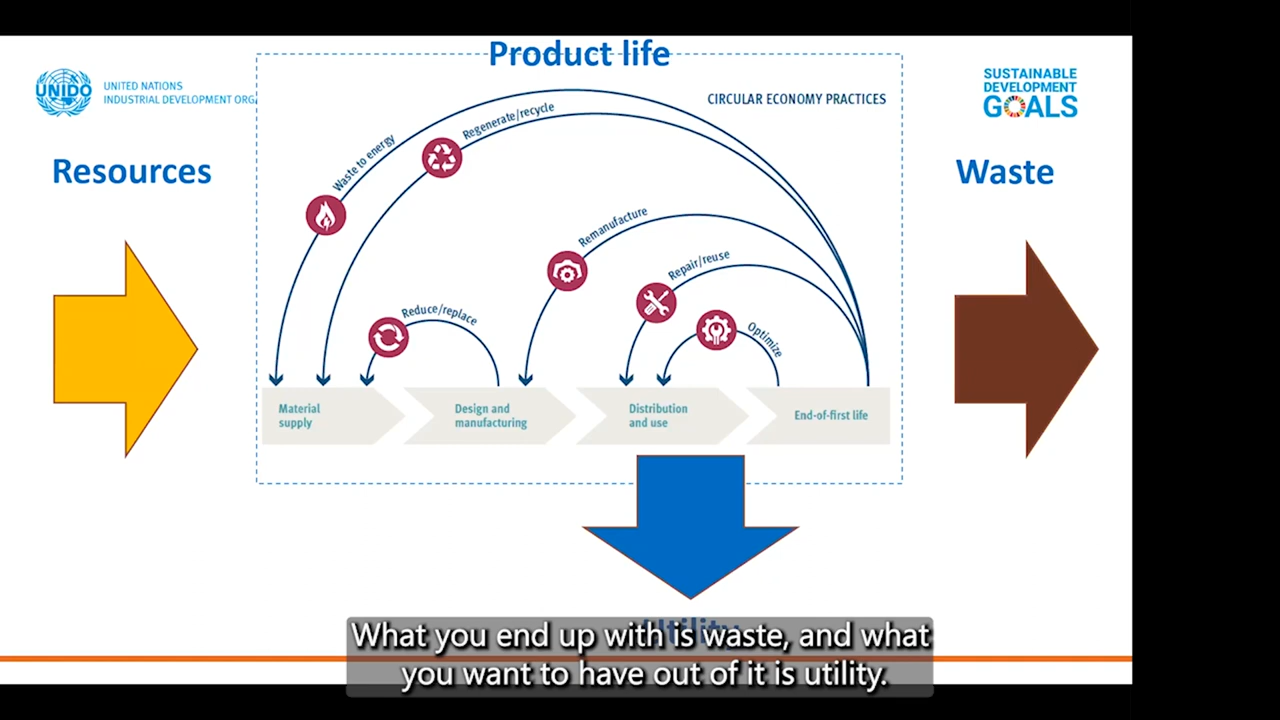 Product life
UNIDO
UNITED NATIONS
INDUSTRIAL DEVELOPMENT ORG
CIRCULAR ECONOMY PRACTICES
SUSTAINABLE
DEVELOPMENT
GOALS
Resources
Waste
Waste to energy
Regenerate/recycle
Remanufacture
Repair/reuse
Reduce/replace
Optimize
Material
supply
Design and
manufacturing
Distribution
and use
End-of-first life
Utility
What you end up with is waste, and what
you want to have out of it is utility.